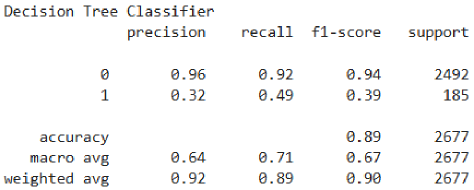 Decision Tree Classifier
precision recall f1-score support
0 0.96 0.92 0.94 2492
1 0.32 0.49 0.39 185
accuracy 0.89 2677
macro avg 0.64 0.71 0.67 2677
weighted avg 0.92 0.89 0.90 2677